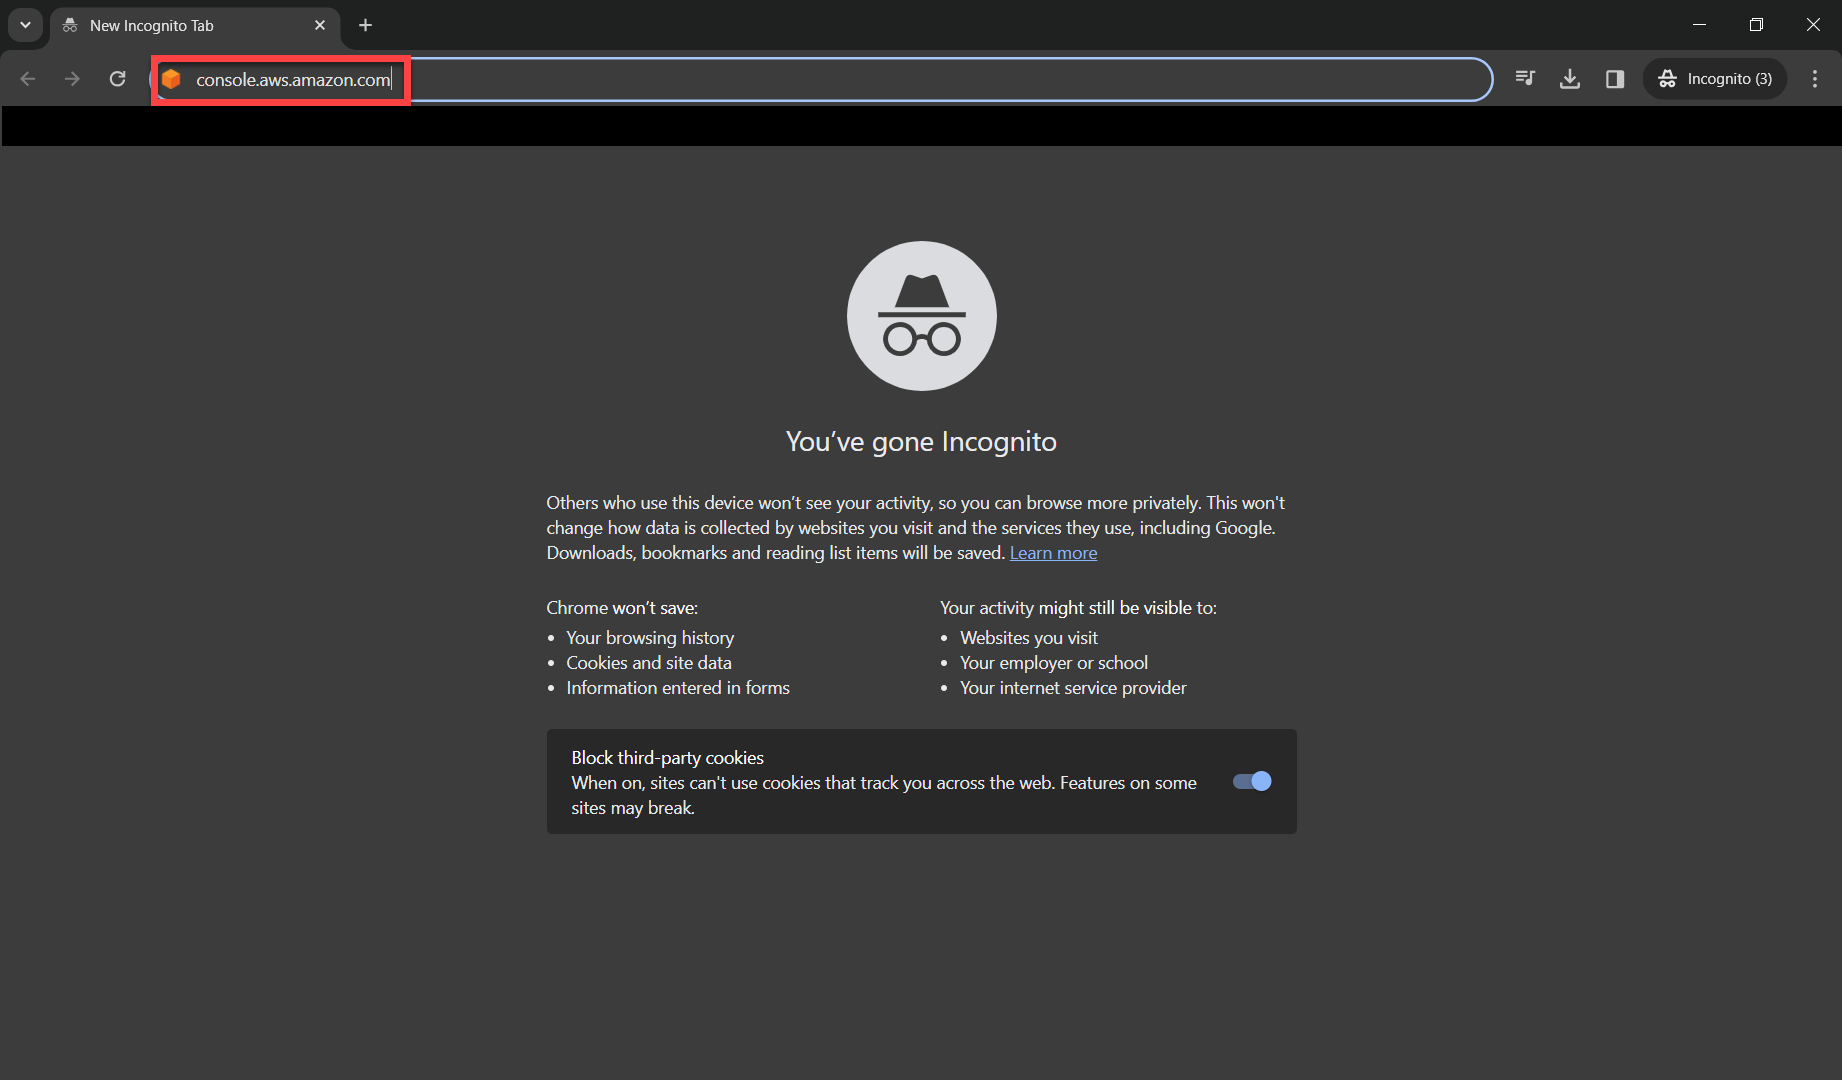 New Incognito Tab
console.aws.amazon.com
Incognito (3)
You've gone Incognito
Others who use this device won't see your activity, so you can browse more privately. This won't
change how data is collected by websites you visit and the services they use, including Google.
Downloads, bookmarks and reading list items will be saved. Learn more
Chrome won't save:
• Your browsing history
• Cookies and site data
• Information entered in forms
Your activity might still be visible to:
• Websites you visit
• Your employer or school
• Your internet service provider
Block third-party cookies
When on, sites can't use cookies that track you across the web. Features on some
sites may break.